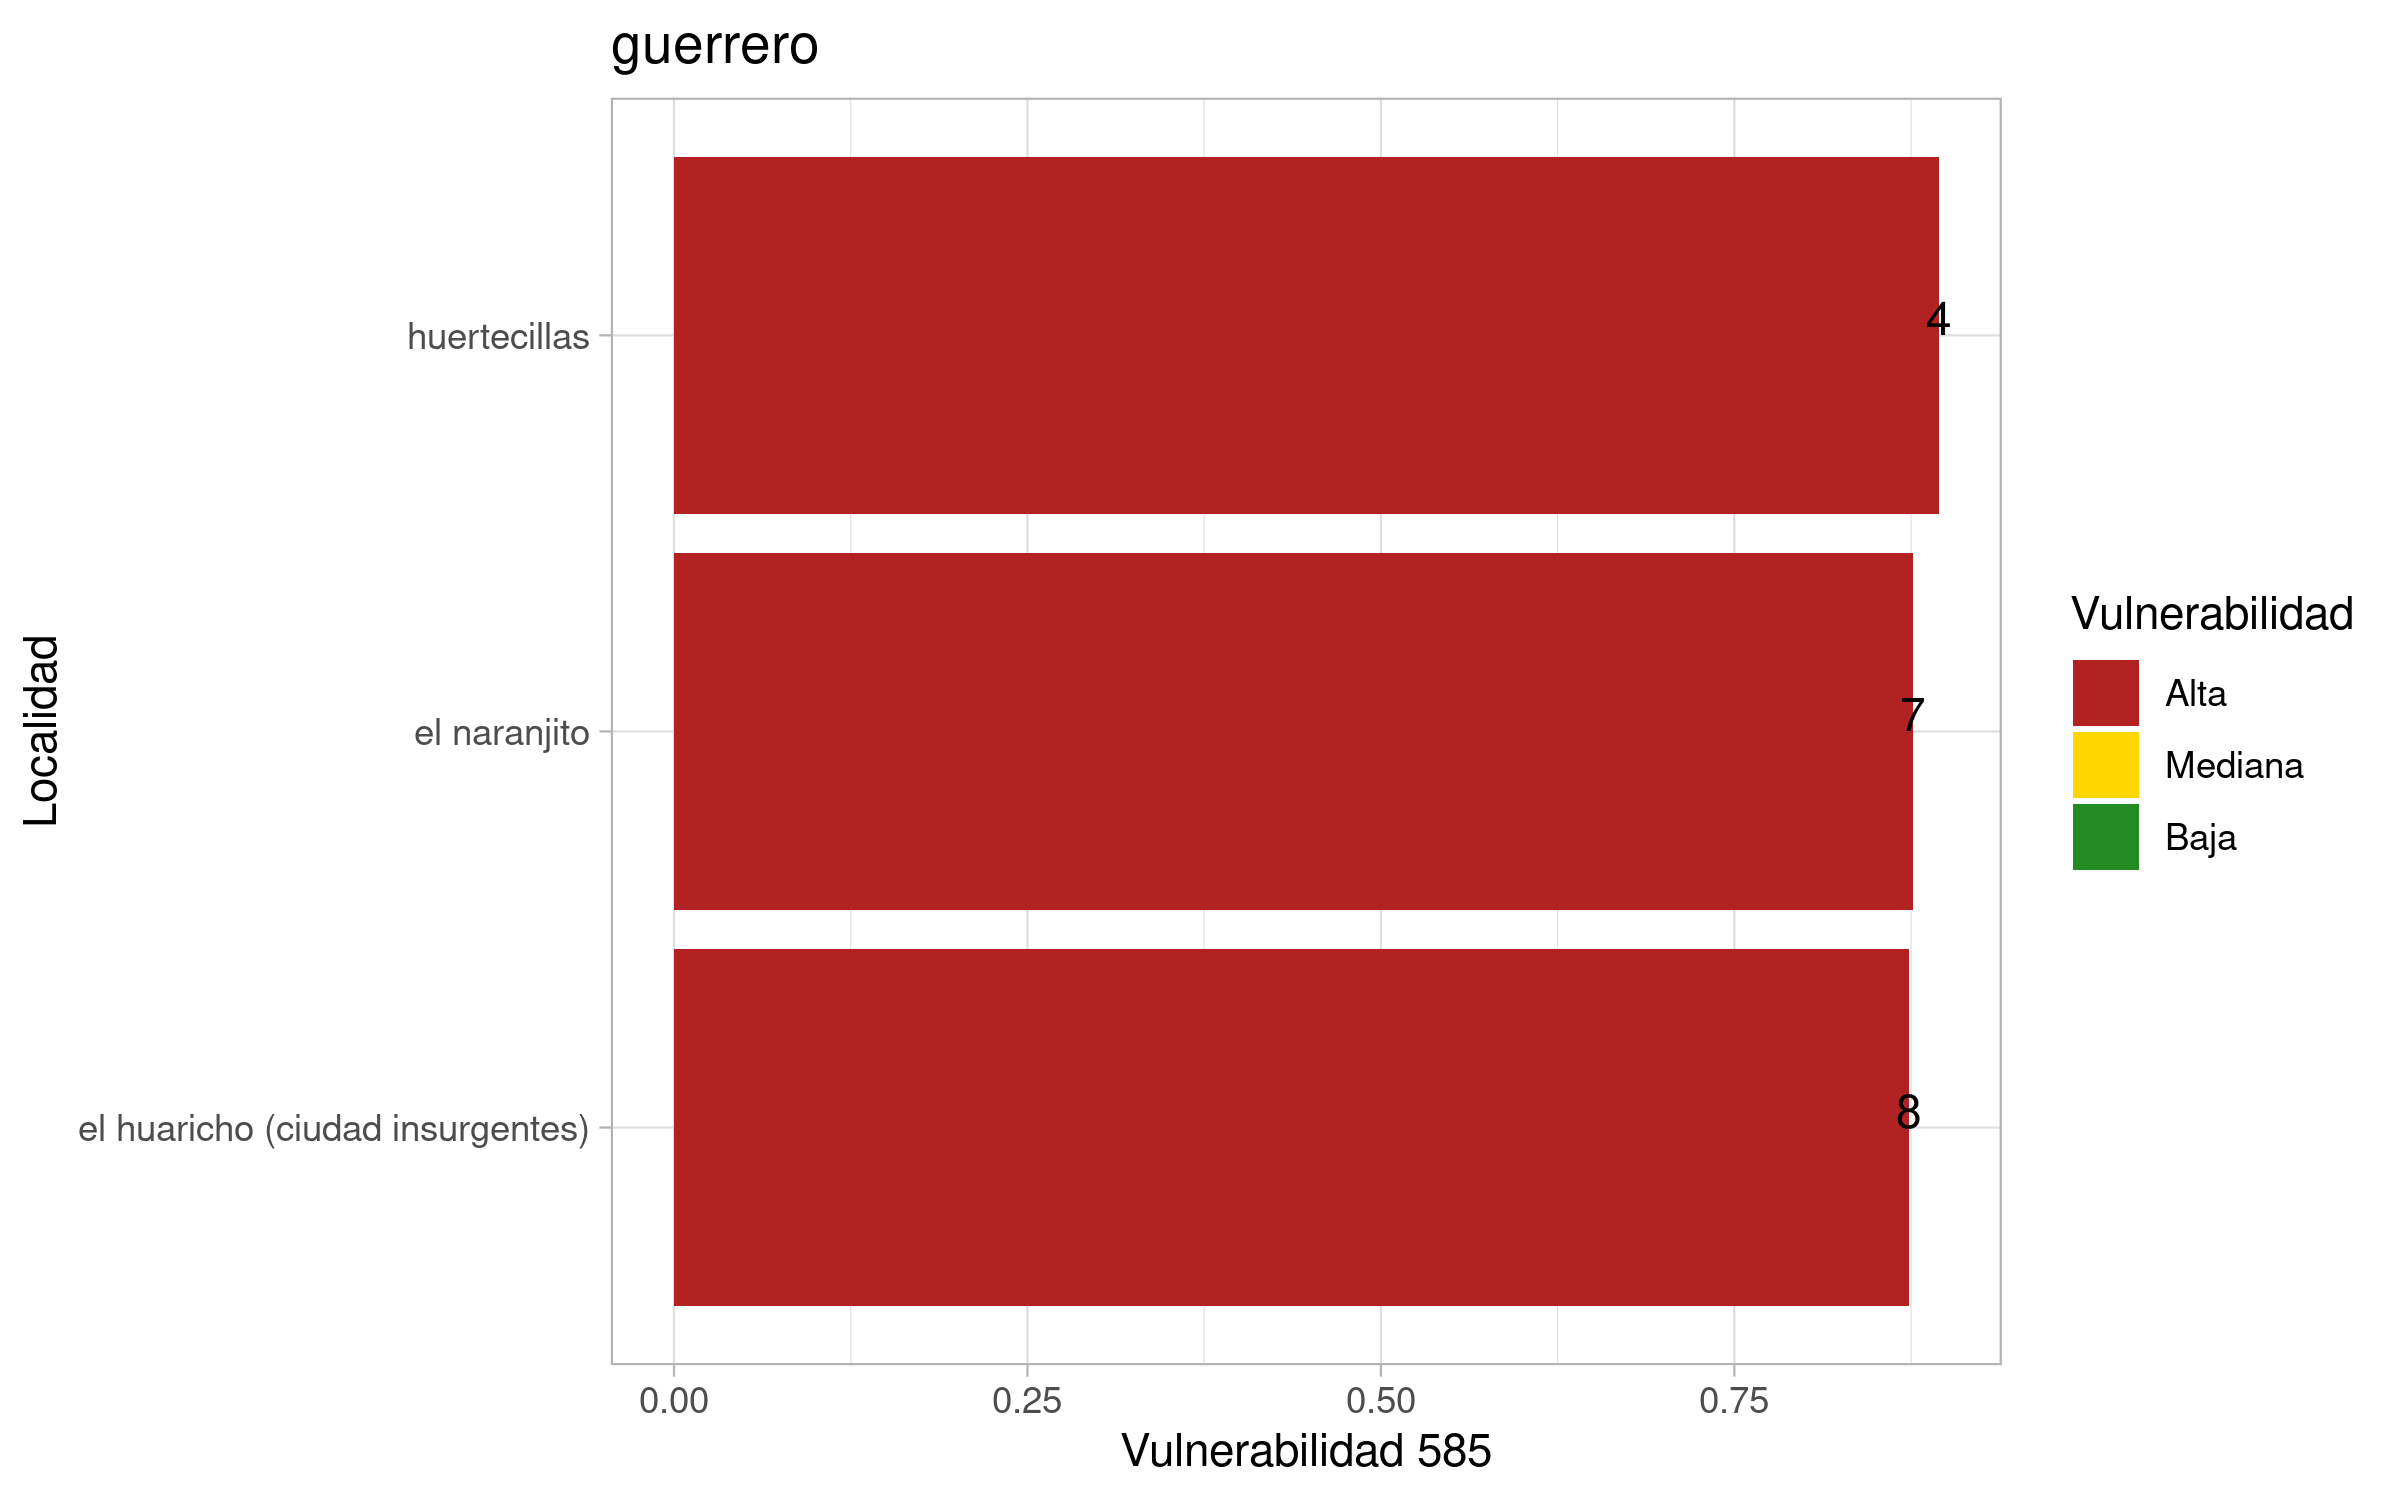 guerrero
Localidad
huertecillas
4
el naranjito
7
el huaricho (ciudad insurgentes)
8
0.00
0.25
0.50
0.75
Vulnerabilidad 585
Vulnerabilidad
Alta
Mediana
Baja